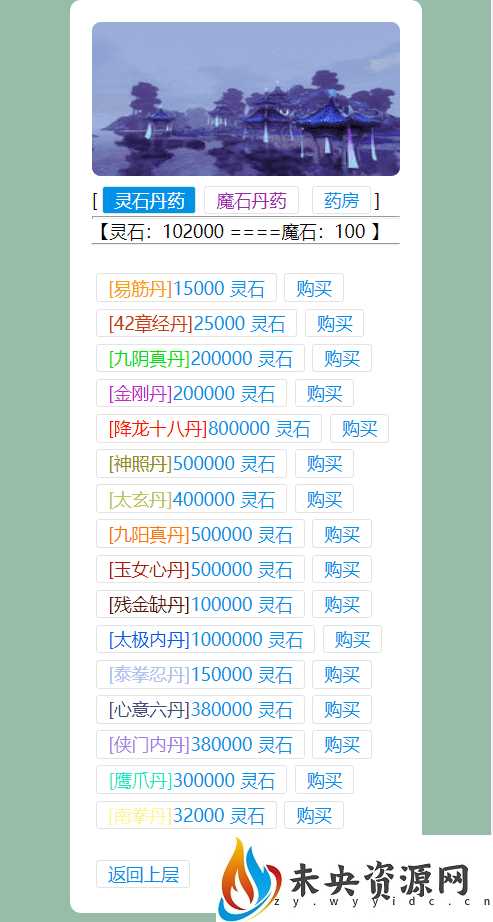 [ 灵石丹药 魔石丹药 药房 ]
【灵石：102000 ====魔石：100 】
[易筋丹]15000 灵石 购买
[42章经丹]25000 灵石 购买
[九阴真丹]200000 灵石 购买
[金刚丹]200000 灵石 购买
[降龙十八丹]800000 灵石 购买
[神照丹]500000 灵石 购买
[太玄丹]400000 灵石 购买
[九阳真丹]500000 灵石 购买
[玉女心丹]500000 灵石 购买
[残金缺丹]100000 灵石 购买
[太极内丹]1000000 灵石 购买
[泰拳忍丹]150000 灵石 购买
[心意六丹]380000 灵石 购买
[侠门内丹]380000 灵石 购买
[鹰爪丹]300000 灵石 购买
[南拳丹]32000 灵石 购买
返回上层
未央资源网
zy.wyyidc.cn